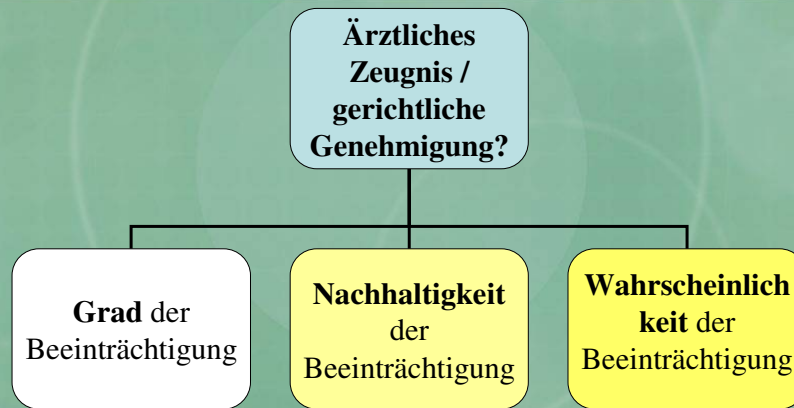 Ärztliches
Zeugnis /
gerichtliche
Genehmigung?
Grad der
Beeinträchtigung
Nachhaltigkeit
der
Beeinträchtigung
Wahrscheinlich
keit der
Beeinträchtigung